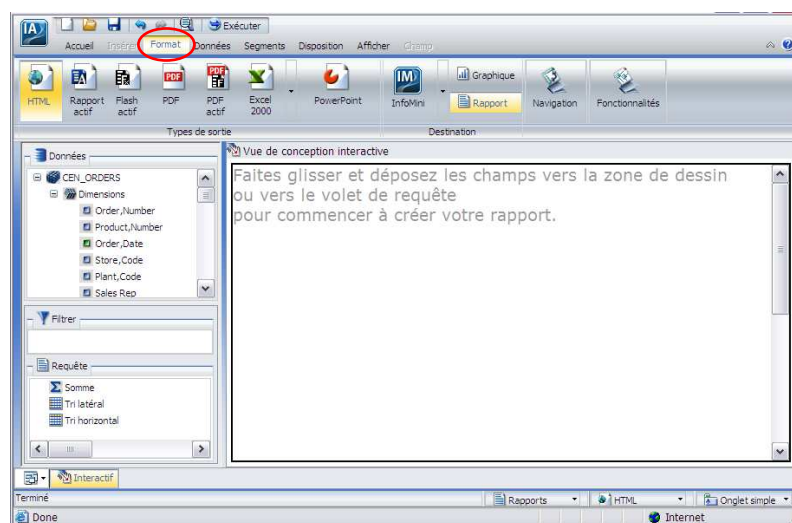 IA
Exécuter
Accueil Insérer Format Données Segments Disposition Afficher Champ
HTML
Rapport actif
Flash actif
PDF
PDF actif
Excel 2000
PowerPoint
InfoMini
Graphique
Rapport
Navigation
Fonctionnalités
Types de sortie
Destination
Données
CEN_ORDERS
Dimensions
Order,Number
Product,Number
Order,Date
Store,Code
Plant,Code
Sales Rep
Filtrer
Requête
Somme
Tri latéral
Tri horizontal
Vue de conception interactive
Faites glisser et déposez les champs vers la zone de dessin
ou vers le volet de requête
pour commencer à créer votre rapport.
Interactif
Terminé
Rapports
HTML
Onglet simple
Done
Internet